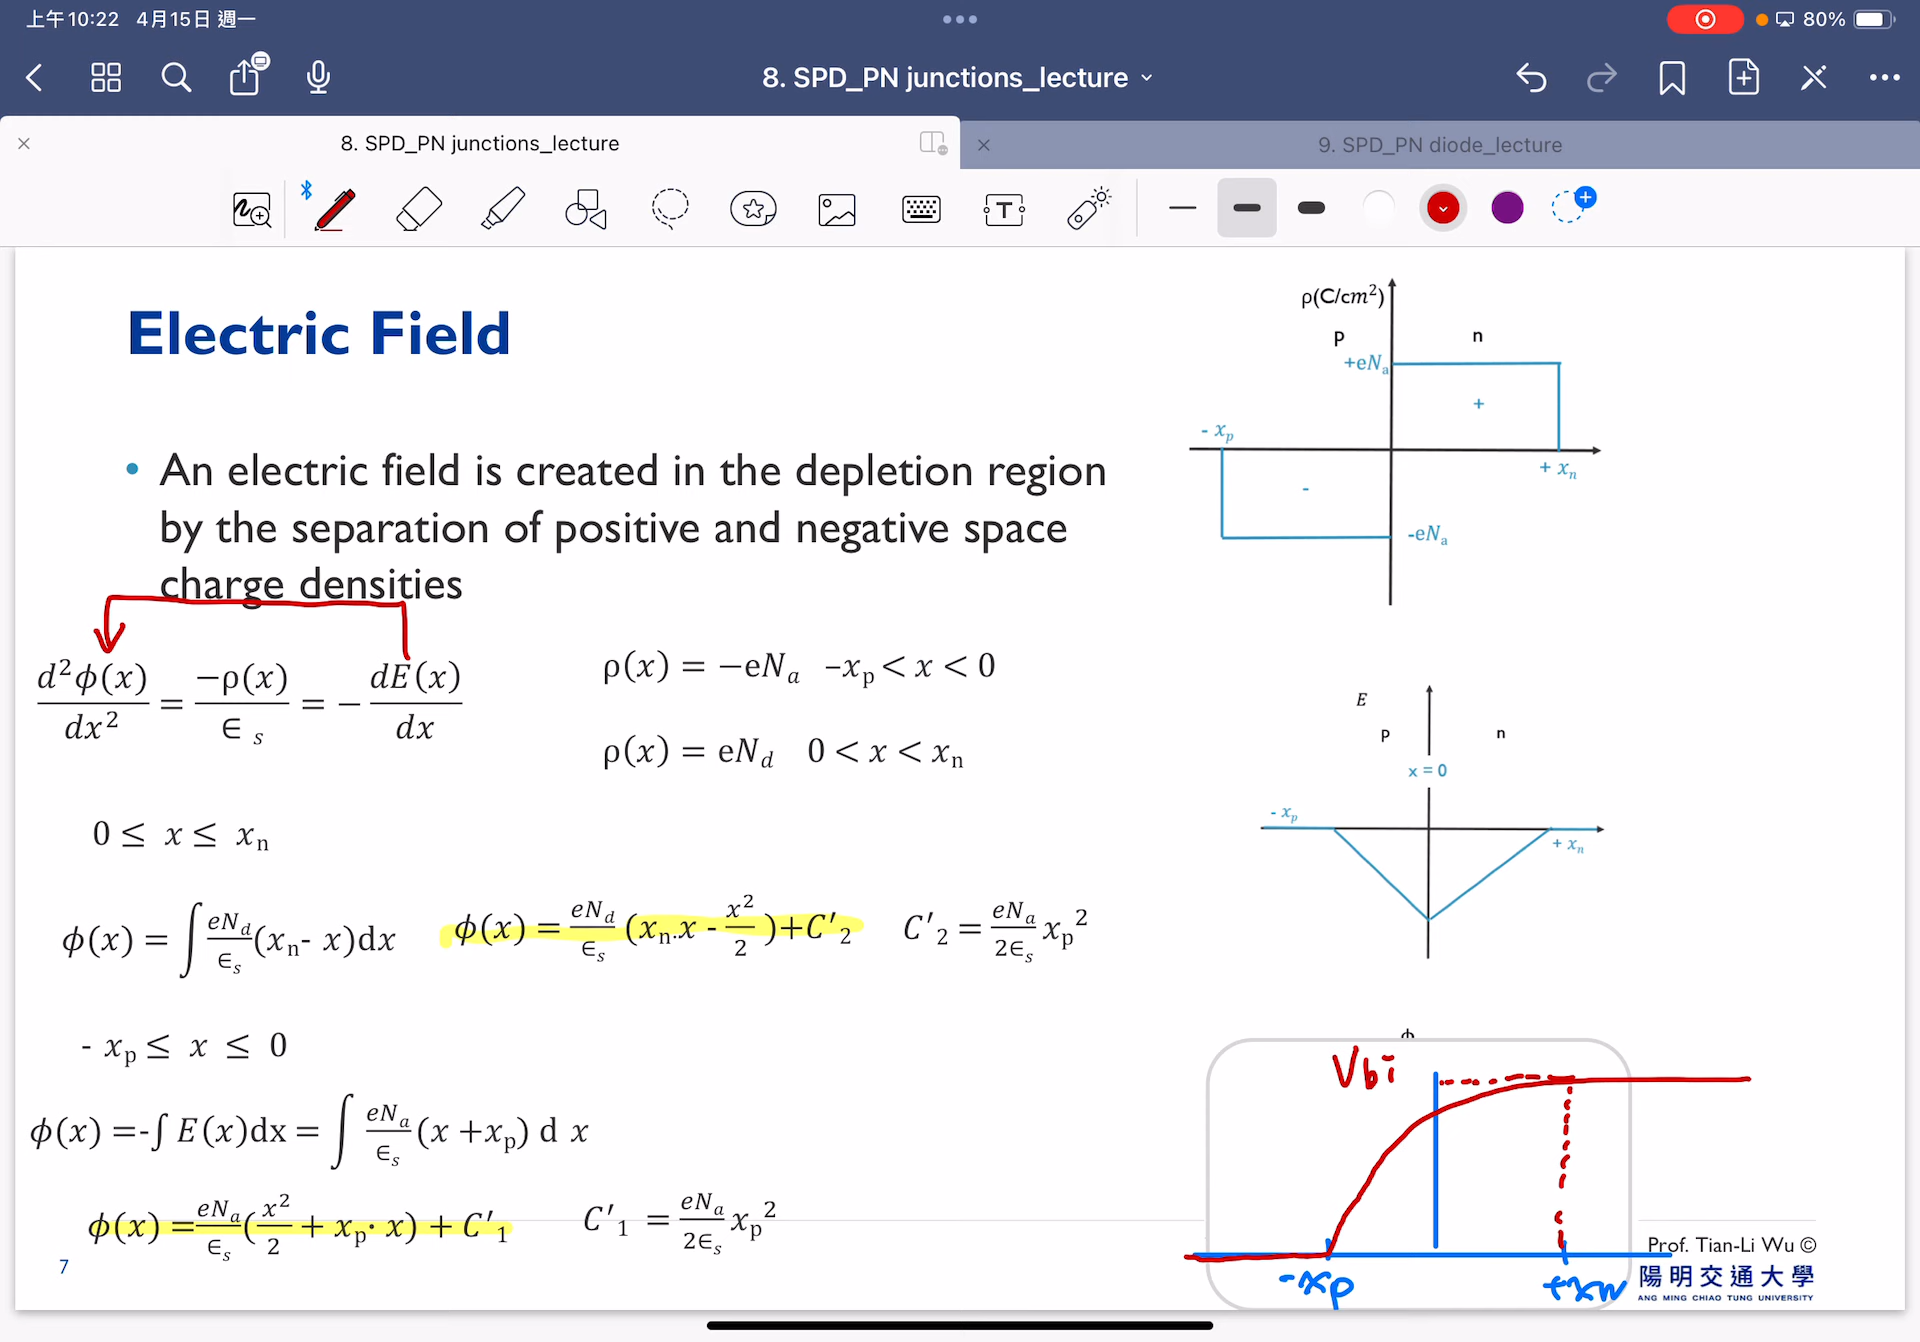 上午10:22 4月15日 週一
80%
8. SPD_PN junctions_lecture
8. SPD_PN junctions_lecture
9. SPD_PN diode_lecture
Electric Field
• An electric field is created in the depletion region
by the separation of positive and negative space
charge densities
d²ϕ(x)/dx² = −ρ(x)/∈s = − dE(x)/dx
ρ(x) = −eNa −xp < x < 0
ρ(x) = eNd 0 < x < xn
0 ≤ x ≤ xn
ϕ(x) = ∫ eNd/∈s (xn- x)dx
ϕ(x) = eNd/∈s (xn.x - x²/2)+C′2
C′2 = eNa/2∈s xp²
- xp ≤ x ≤ 0
ϕ(x) =-∫ E(x)dx = ∫ eNa/∈s (x +xp) d x
ϕ(x) = eNa/∈s (x²/2 + xp· x) + C′1
C′1 = eNa/2∈s xp²
7
ρ(C/cm²)
p
n
+eNa
+
- xp
+ xn
-
-eNa
E
p
n
x = 0
- xp
+ xn
ϕ
Vbi
-xp
+xn
Prof. Tian-Li Wu ©
陽明交通大學
ANG MING CHIAO TUNG UNIVERSITY